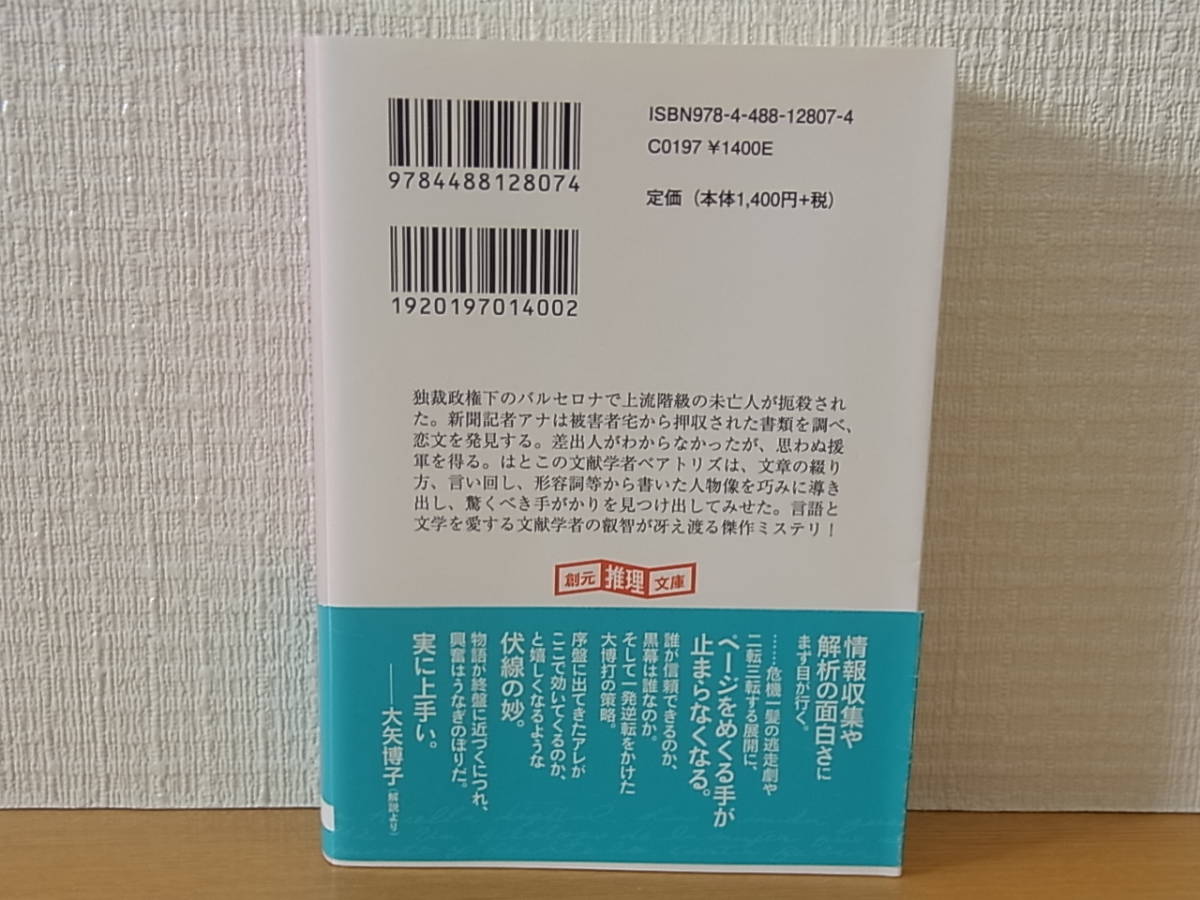 ISBN978-4-488-12807-4
C0197 ¥1400E
定価（本体1,400円+税）
9784488128074
1920197014002
独裁政権下のバルセロナで上流階級の未亡人が扼殺され
た。新聞記者アナは被害者宅から押収された書類を調べ、
恋文を発見する。差出人がわからなかったが、思わぬ援
軍を得る。はとこの文献学者ベアトリズは、文章の綴り
方、言い回し、形容詞等から書いた人物像を巧みに導き
出し、驚くべき手がかりを見つけ出してみせた。言語と
文学を愛する文献学者の叡智が冴え渡る傑作ミステリ！
創元推理文庫
情報収集や
解析の面白さに
まず目が行く。
……危機一髪の逃走劇や
二転三転する展開に、
ページをめくる手が
止まらなくなる。
誰が信頼できるのか、
黒幕は誰なのか。
そして一発逆転をかけた
大博打の策略。
序盤に出てきたアレが
ここで効いてくるのか、
と嬉しくなるような
伏線の妙。
物語が終盤に近づくにつれ、
興奮はうなぎのぼりだ。
実に上手い。
――大矢博子（解説より）